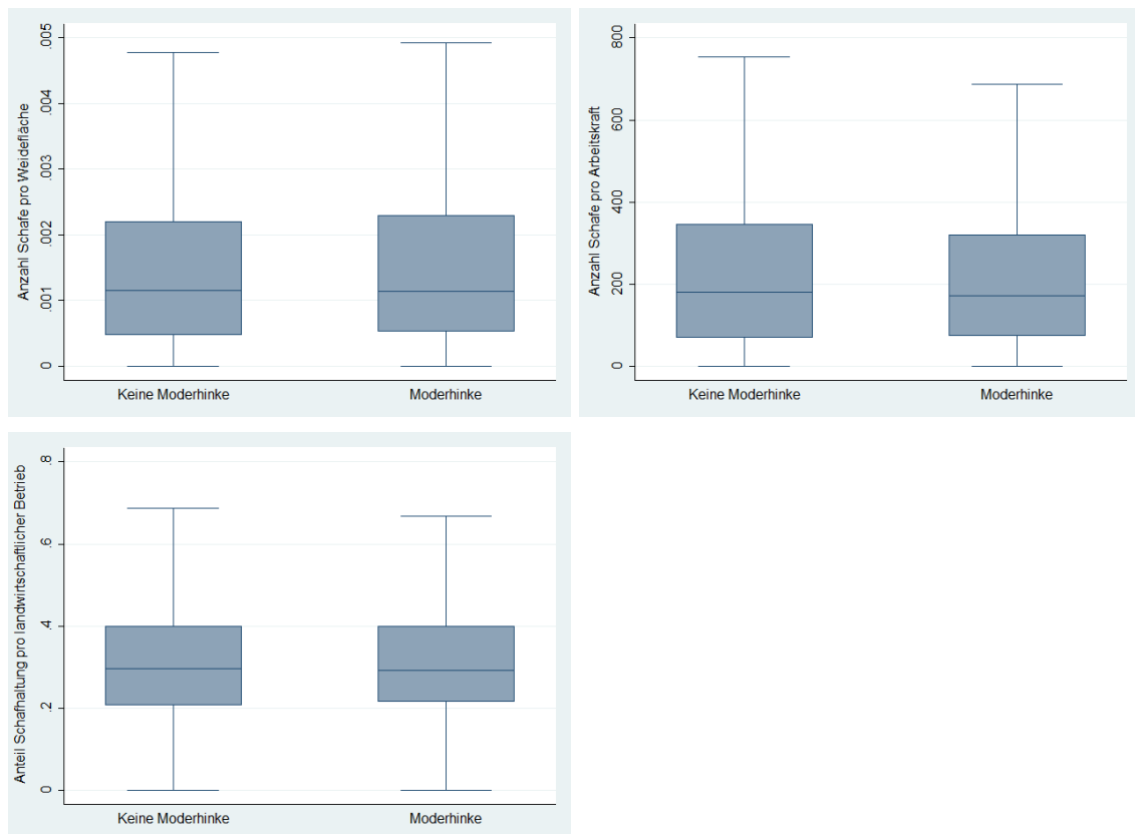 Anzahl Schafe pro Weidefläche
.005
.004
.003
.002
.001
0
Keine Moderhinke
Moderhinke
Anzahl Schafe pro Arbeitskraft
800
600
400
200
0
Keine Moderhinke
Moderhinke
Anteil Schafhaltung pro landwirtschaftlicher Betrieb
.8
.6
.4
.2
0
Keine Moderhinke
Moderhinke